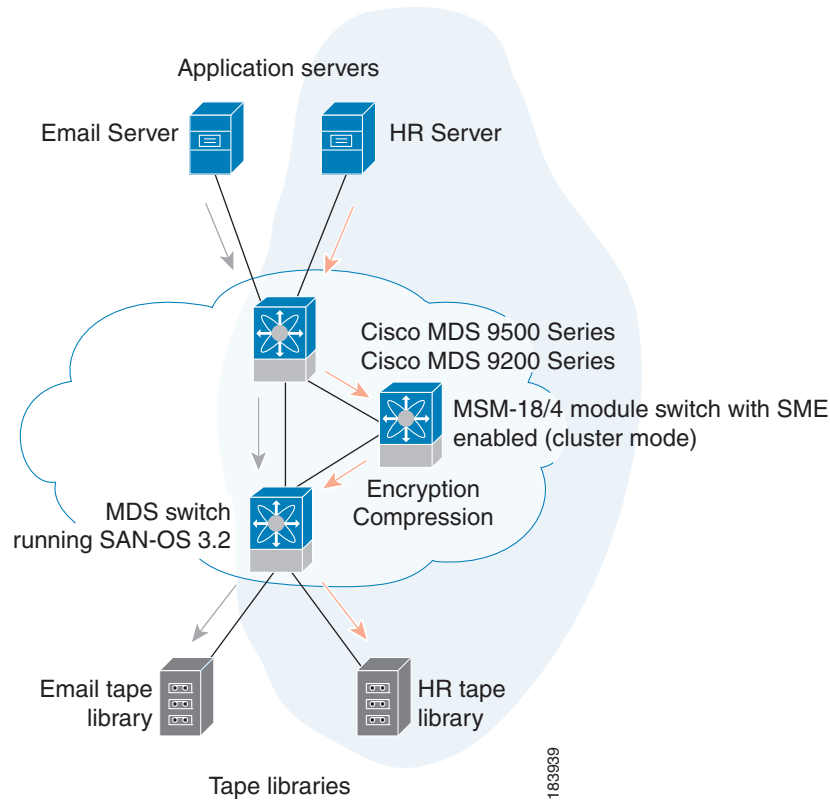 Application servers
Email Server
HR Server
Cisco MDS 9500 Series
Cisco MDS 9200 Series
MSM-18/4 module switch with SME
enabled (cluster mode)
Encryption
Compression
MDS switch
running SAN-OS 3.2
Email tape
library
HR tape
library
Tape libraries
183939